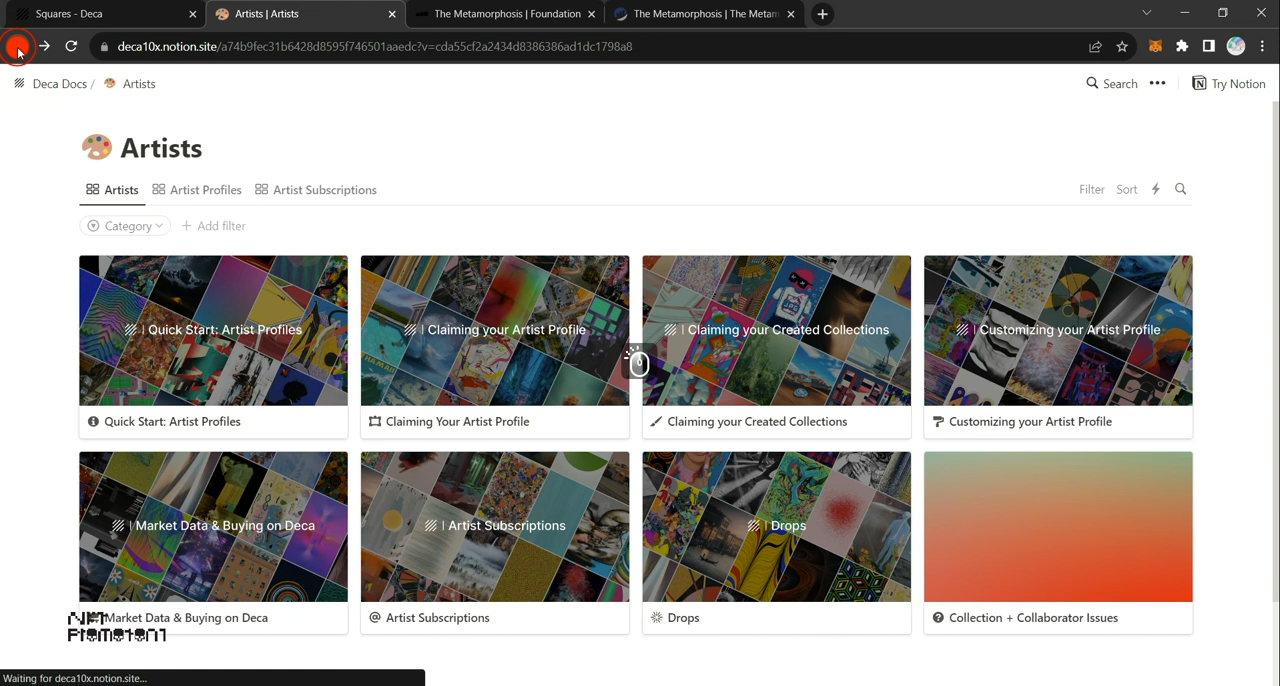 Squares - Deca
Artists | Artists
The Metamorphosis | Foundation
The Metamorphosis | The Metam
deca10x.notion.site/a74b9fec31b6428d8595f746501aaedc?v=cda55cf2a2434d8386386ad1dc1798a8
Deca Docs / Artists
Search
Try Notion
Artists
Artists
Artist Profiles
Artist Subscriptions
Filter
Sort
Category
Add filter
| Quick Start: Artist Profiles
| Claiming your Artist Profile
| Claiming your Created Collections
| Customizing your Artist Profile
Quick Start: Artist Profiles
Claiming Your Artist Profile
Claiming your Created Collections
Customizing your Artist Profile
| Market Data & Buying on Deca
| Artist Subscriptions
| Drops
Market Data & Buying on Deca
Artist Subscriptions
Drops
Collection + Collaborator Issues
Waiting for deca10x.notion.site...